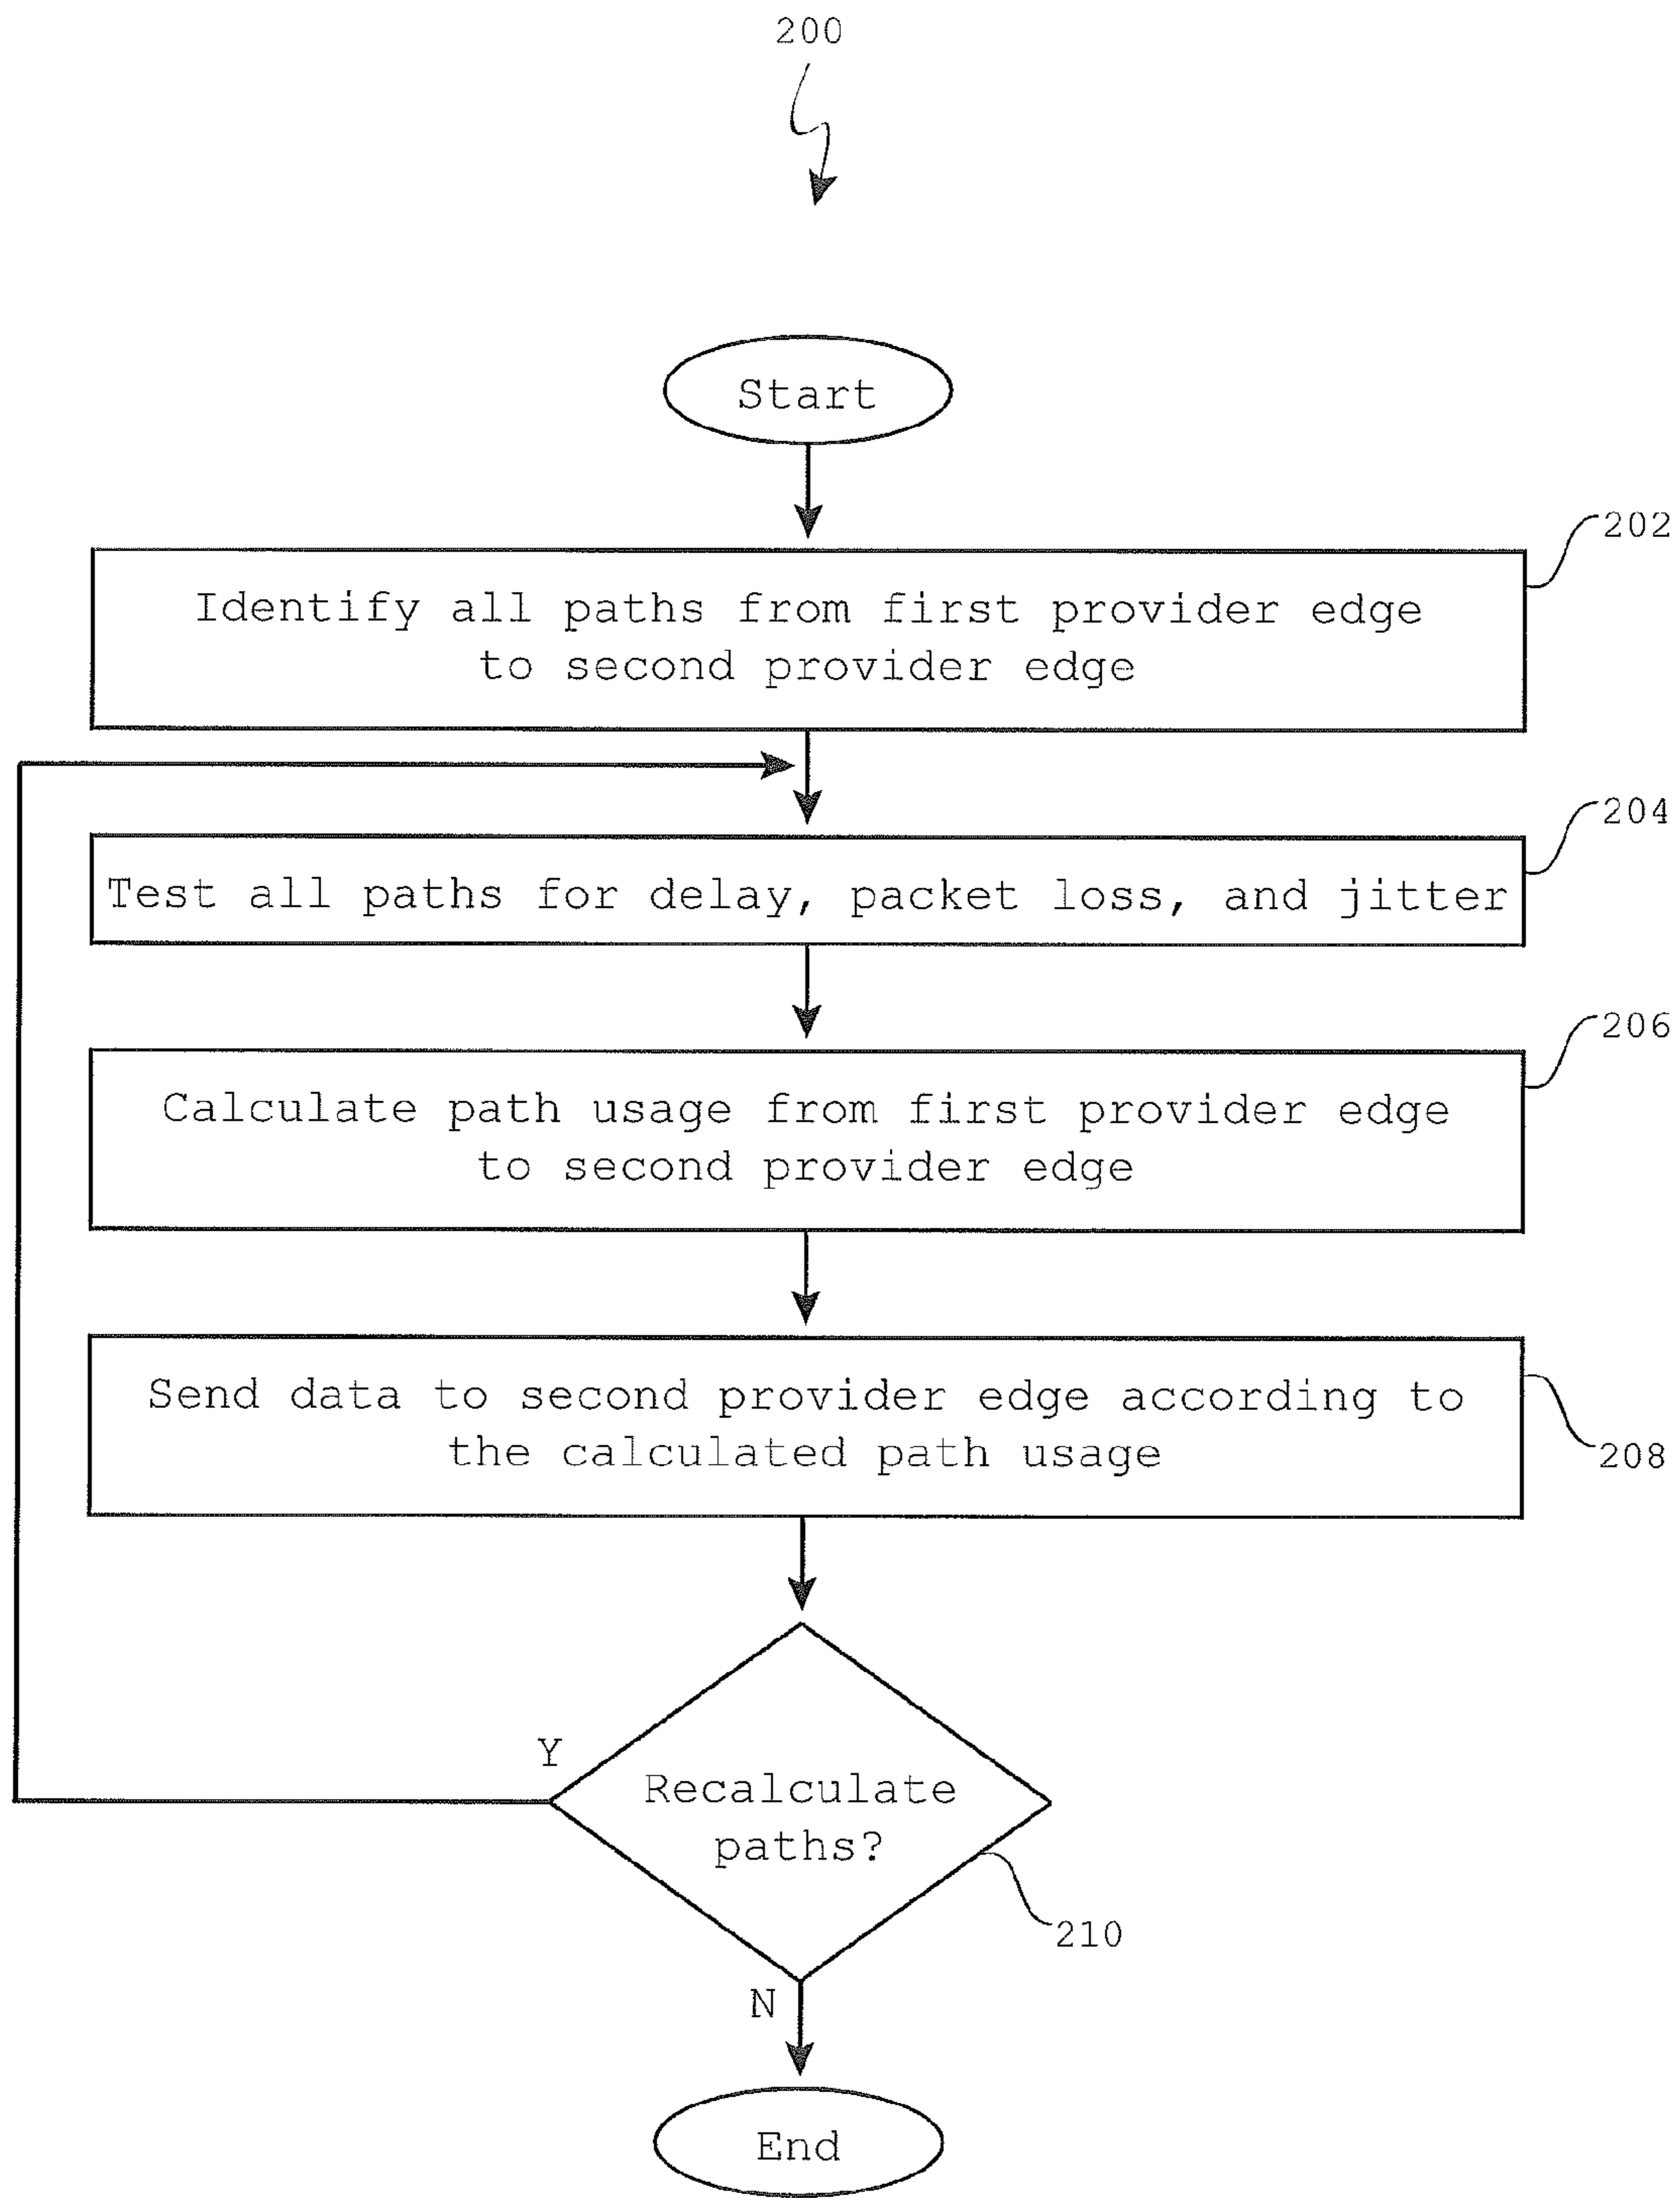 200
Start
202
Identify all paths from first provider edge
to second provider edge
204
Test all paths for delay, packet loss, and jitter
206
Calculate path usage from first provider edge
to second provider edge
Send data to second provider edge according to
the calculated path usage
208
Y
Recalculate
paths?
210
N
End